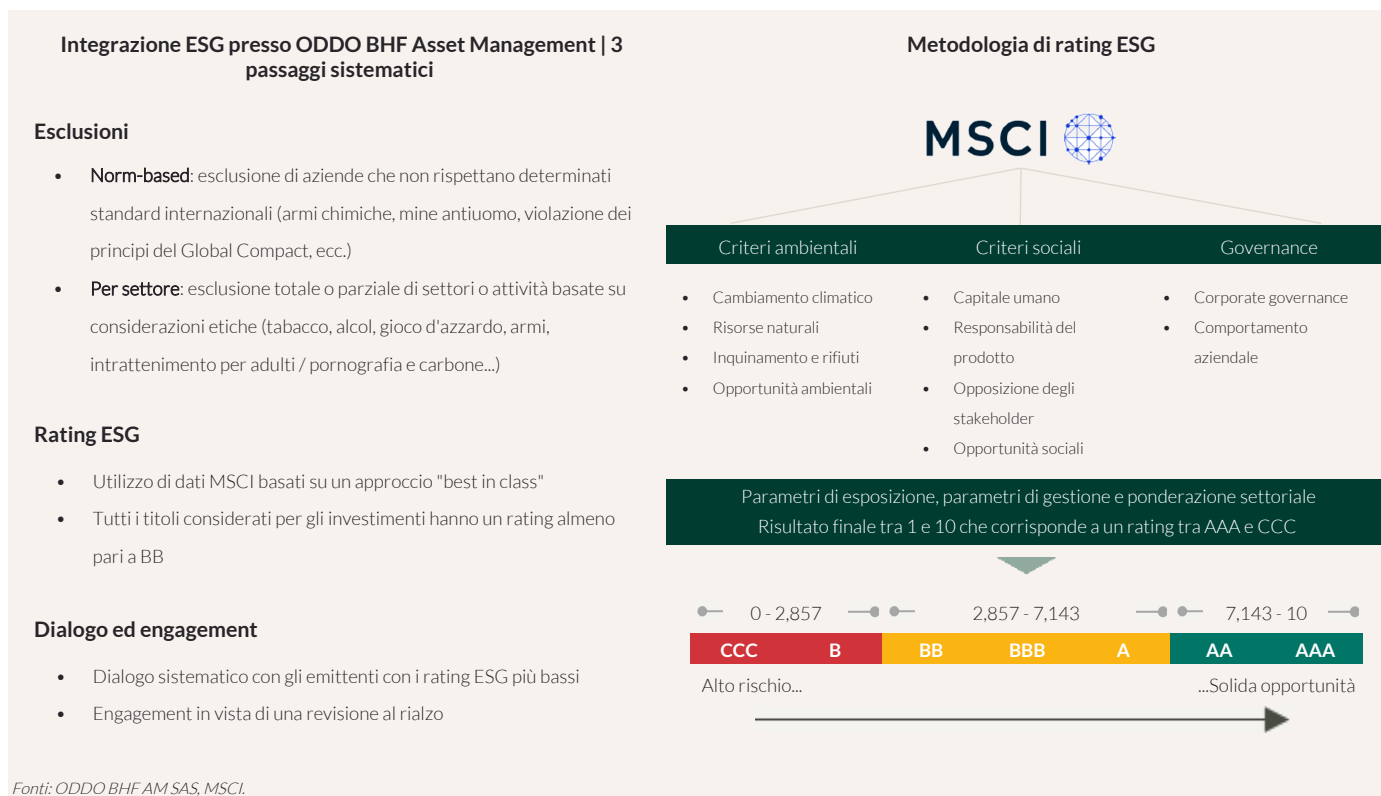 Integrazione ESG presso ODDO BHF Asset Management | 3
passaggi sistematici
Esclusioni
• Norm-based: esclusione di aziende che non rispettano determinati
standard internazionali (armi chimiche, mine antiuomo, violazione dei
principi del Global Compact, ecc.)
• Per settore: esclusione totale o parziale di settori o attività basate su
considerazioni etiche (tabacco, alcol, gioco d'azzardo, armi,
intrattenimento per adulti / pornografia e carbone...)
Rating ESG
• Utilizzo di dati MSCI basati su un approccio "best in class"
• Tutti i titoli considerati per gli investimenti hanno un rating almeno
pari a BB
Dialogo ed engagement
• Dialogo sistematico con gli emittenti con i rating ESG più bassi
• Engagement in vista di una revisione al rialzo
Metodologia di rating ESG
MSCI
Criteri ambientali
• Cambiamento climatico
• Risorse naturali
• Inquinamento e rifiuti
• Opportunità ambientali
Criteri sociali
• Capitale umano
• Responsabilità del
prodotto
• Opposizione degli
stakeholder
• Opportunità sociali
Governance
• Corporate governance
• Comportamento
aziendale
Parametri di esposizione, parametri di gestione e ponderazione settoriale
Risultato finale tra 1 e 10 che corrisponde a un rating tra AAA e CCC
0 - 2,857 2,857 - 7,143 7,143 - 10
CCC B BB BBB A AA AAA
Alto rischio... ...Solida opportunità
Fonti: ODDO BHF AM SAS, MSCI.